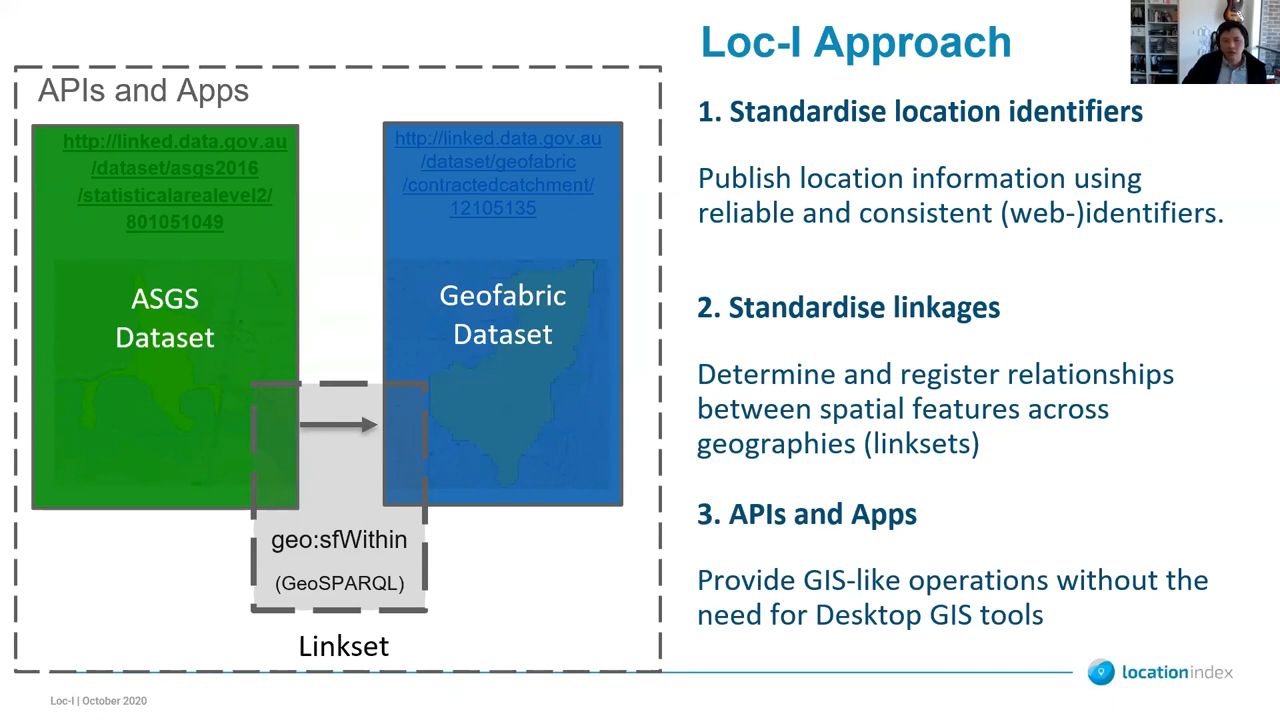 Loc-I Approach
APIs and Apps
http://linked.data.gov.au
/dataset/asgs2016
/statisticalarealevel2/
801051049
ASGS
Dataset
http://linked.data.gov.au
/dataset/geofabric
/contractedcatchment/
12105135
Geofabric
Dataset
geo:sfWithin
(GeoSPARQL)
Linkset
1. Standardise location identifiers
Publish location information using
reliable and consistent (web-)identifiers.
2. Standardise linkages
Determine and register relationships
between spatial features across
geographies (linksets)
3. APIs and Apps
Provide GIS-like operations without the
need for Desktop GIS tools
locationindex
Loc-I | October 2020